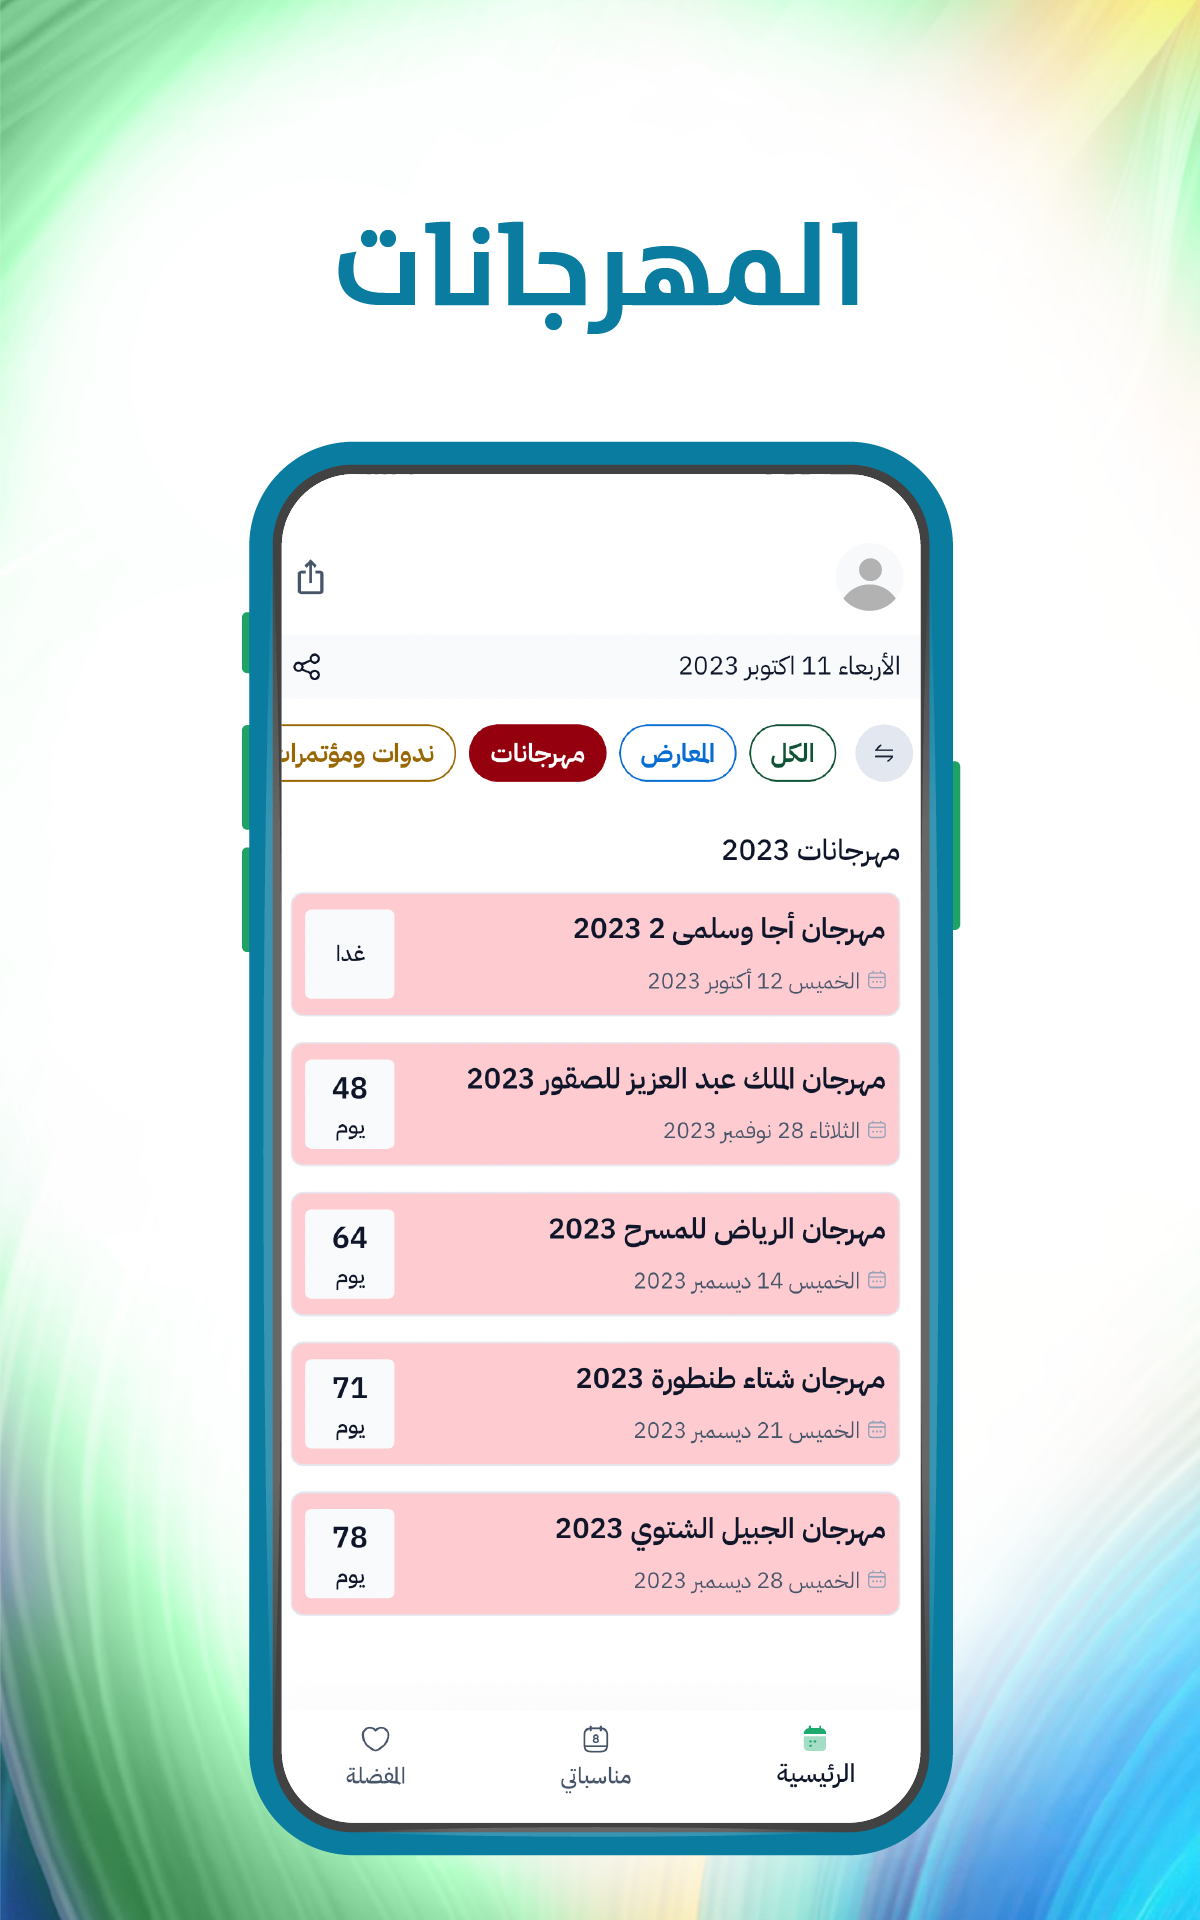 المهرجانات
الأربعاء 11 اكتوبر 2023
الكل
المعارض
مهرجانات
ندوات ومؤتمرات
مهرجانات 2023
مهرجان أجا وسلمى 2 2023
الخميس 12 أكتوبر 2023
غدا
مهرجان الملك عبد العزيز للصقور 2023
الثلاثاء 28 نوفمبر 2023
48
يوم
مهرجان الرياض للمسرح 2023
الخميس 14 ديسمبر 2023
64
يوم
مهرجان شتاء طنطورة 2023
الخميس 21 ديسمبر 2023
71
يوم
مهرجان الجبيل الشتوي 2023
الخميس 28 ديسمبر 2023
78
يوم
الرئيسية
8
مناسباتي
المفضلة